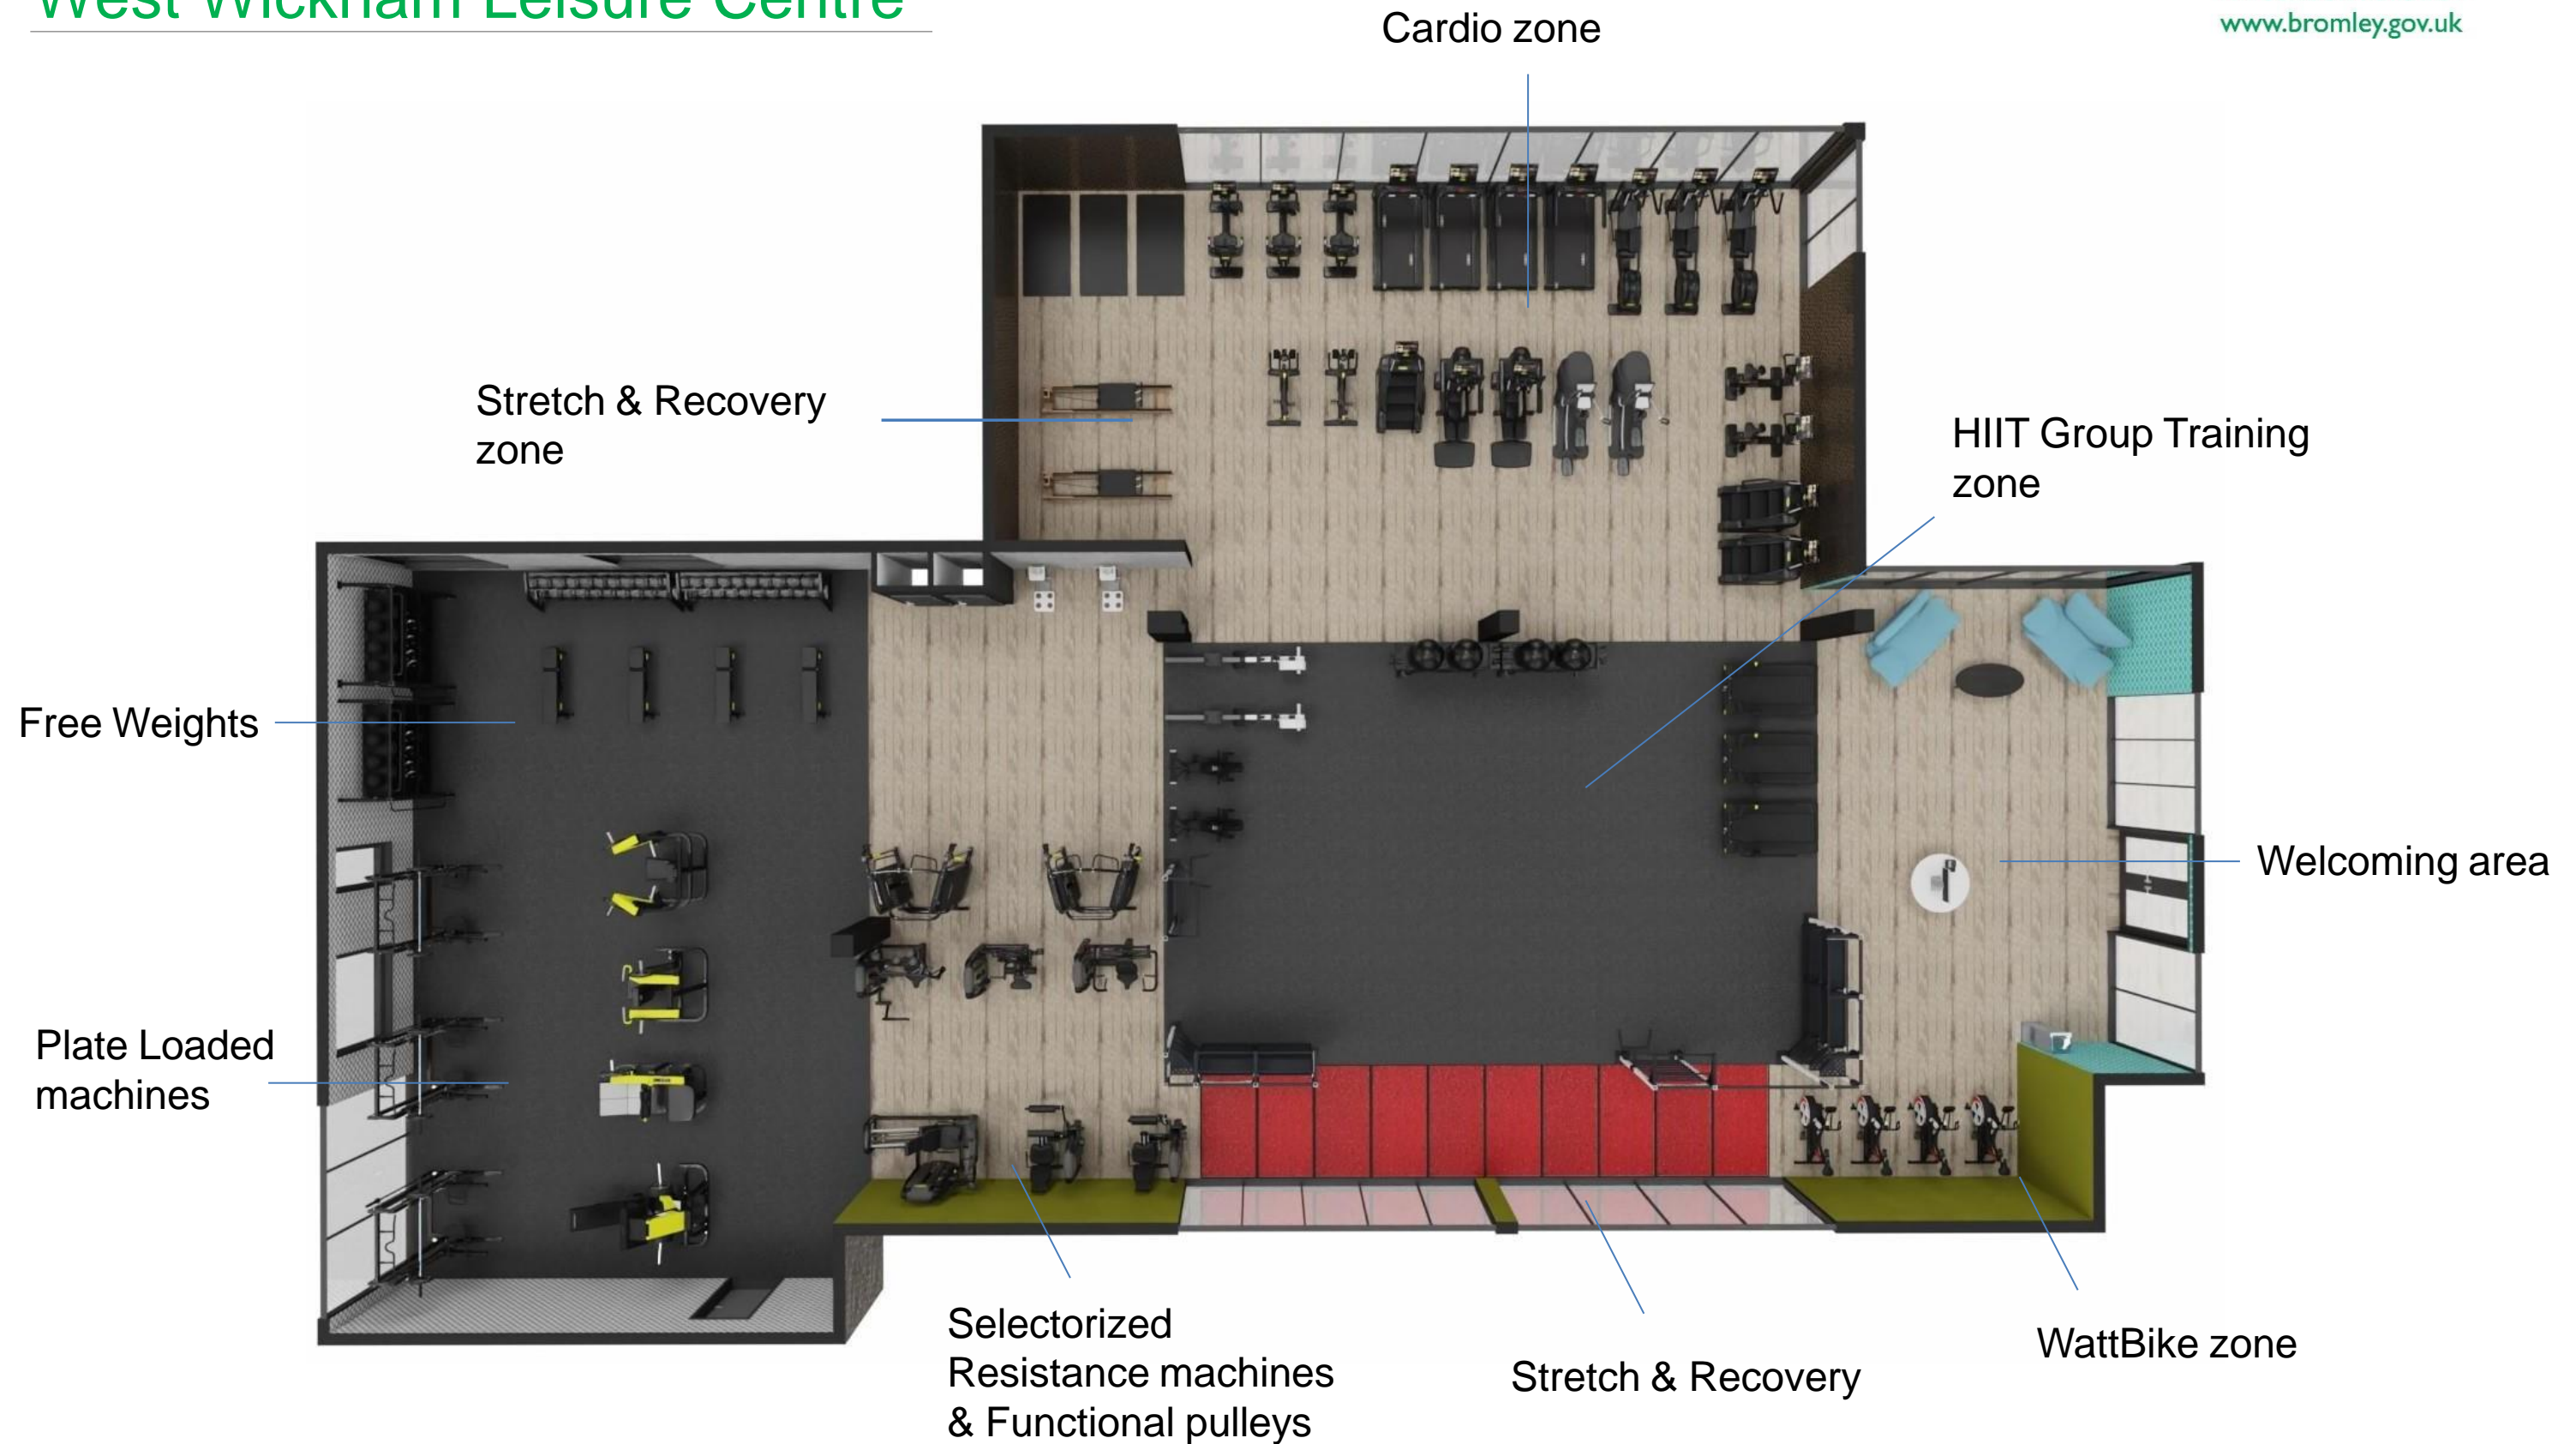 West Wickham Leisure Centre
www.bromley.gov.uk
Cardio zone
Stretch & Recovery
zone
HIIT Group Training
zone
Free Weights
Welcoming area
Plate Loaded
machines
Selectorized
Resistance machines
& Functional pulleys
Stretch & Recovery
WattBike zone